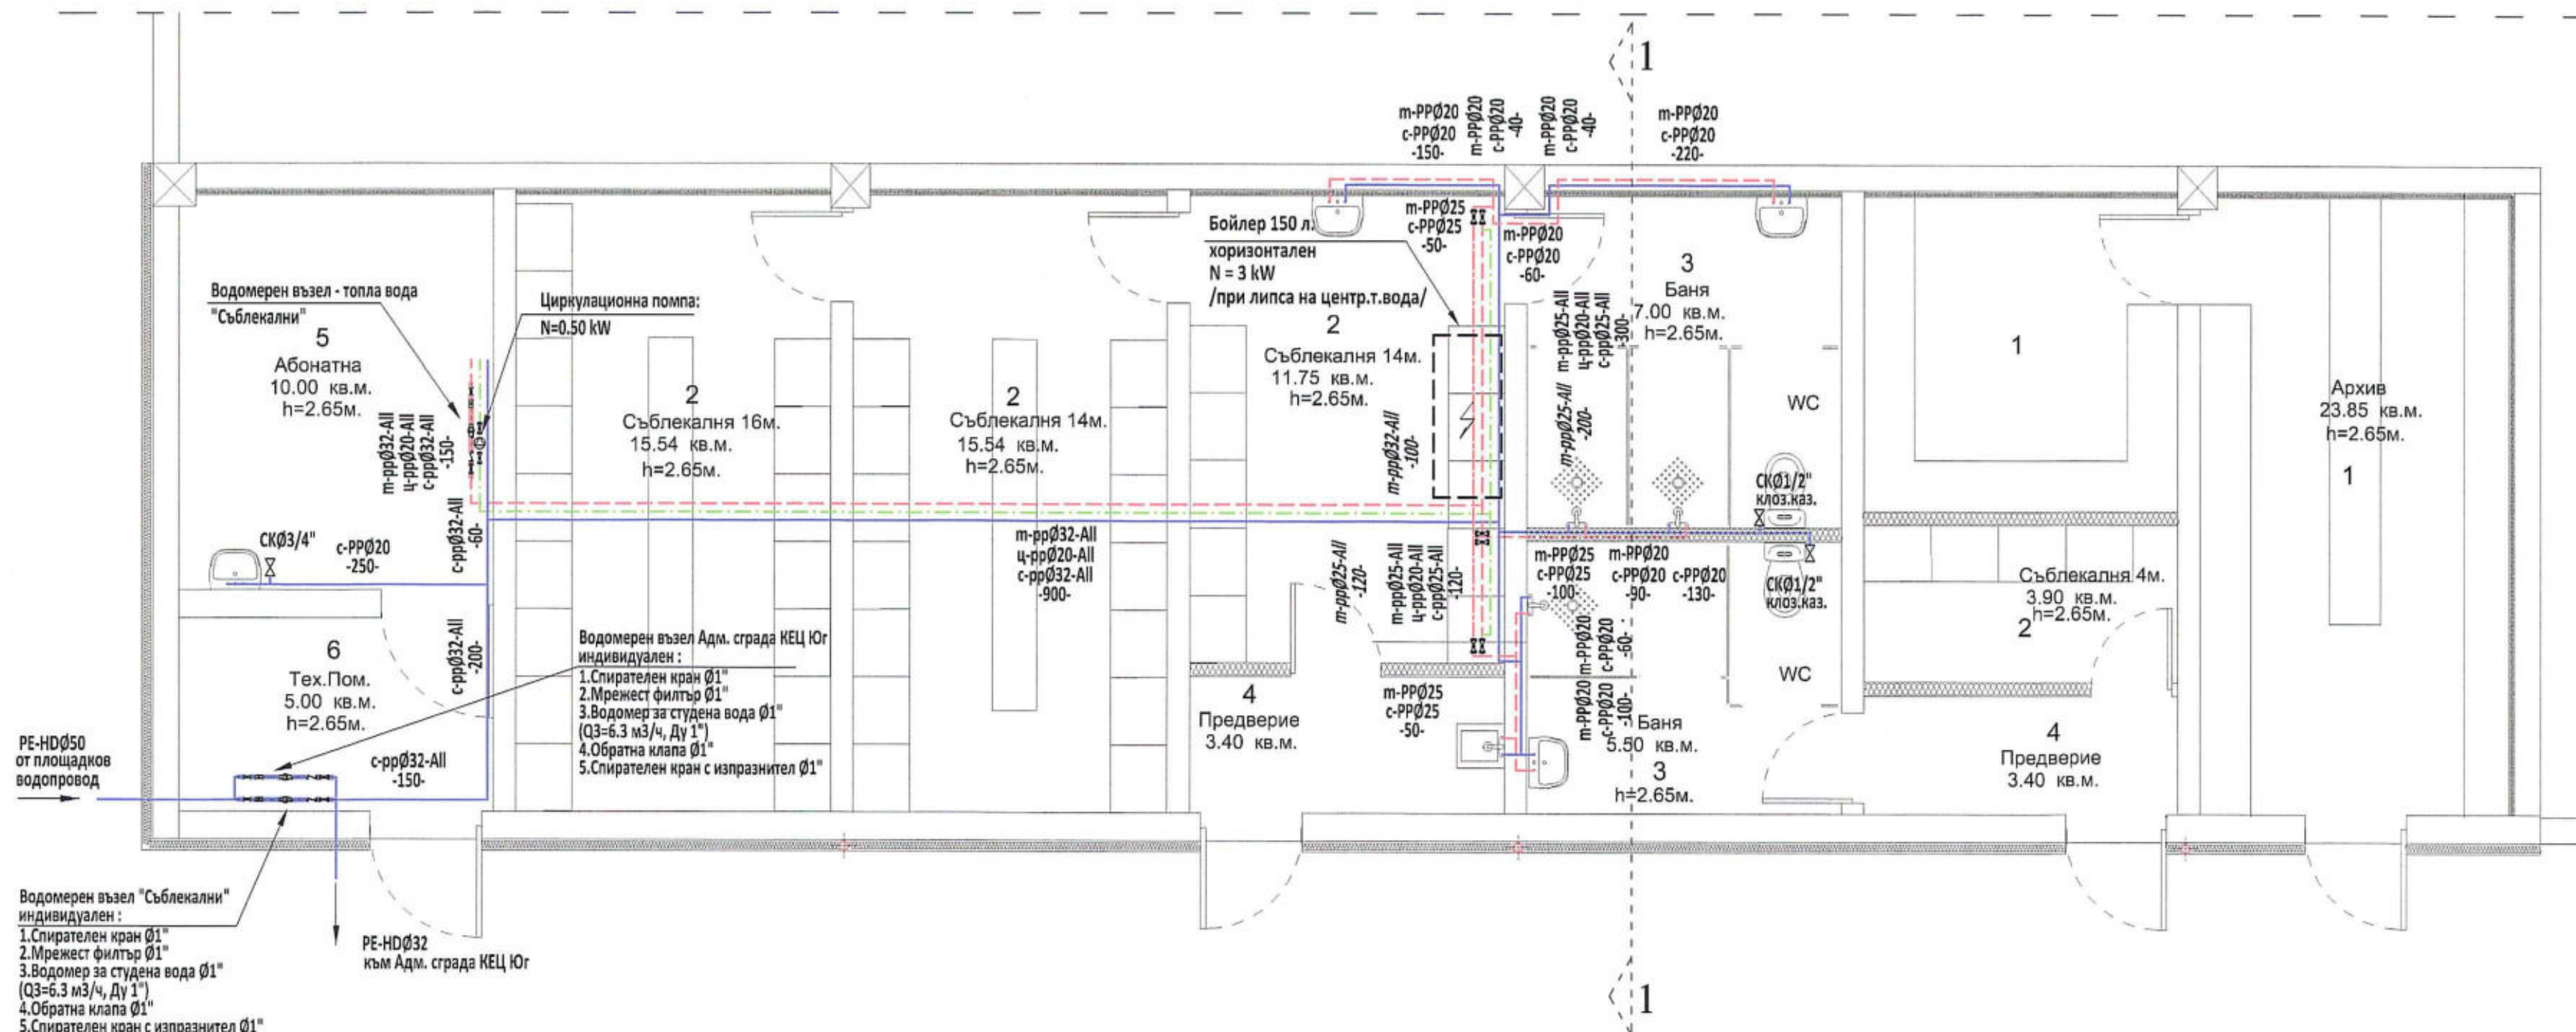 1
m-PPØ20
c-PPØ20
-150-
m-PPØ20
c-PPØ20
-40-
m-PPØ20
c-PPØ20
-40-
m-PPØ20
c-PPØ20
-220-
Водомерен възел - топла вода
"Съблекални"
5
Абонатна
10.00 кв.м.
h=2.65м.
Циркулационна помпа:
N=0.50 kW
m-ppØ32-All
ц-ppØ20-All
c-ppØ32-All
-150-
c-ppØ32-All
-60-
СКØ3/4"
c-PPØ20
-250-
c-ppØ32-All
-200-
6
Тех.Пом.
5.00 кв.м.
h=2.65м.
c-ppØ32-All
-150-
PE-HDØ50
от площадков
водопровод
2
Съблекалня 16м.
15.54 кв.м.
h=2.65м.
2
Съблекалня 14м.
15.54 кв.м.
h=2.65м.
m-ppØ32-All
ц-ppØ20-All
c-ppØ32-All
-900-
Водомерен възел Адм. сграда КЕЦ Юг
индивидуален :
1.Спирателен кран Ø1"
2.Мрежест филтър Ø1"
3.Водомер за студена вода Ø1"
(Q3=6.3 м3/ч, Ду 1")
4.Обратна клапа Ø1"
5.Спирателен кран с изпразнител Ø1"
Бойлер 150 л.
хоризонтален
N = 3 kW
/при липса на центр.т.вода/
2
Съблекалня 14м.
11.75 кв.м.
h=2.65м.
m-PPØ25
c-PPØ25
-50-
m-PPØ20
c-PPØ20
-60-
m-ppØ32-All
-100-
m-ppØ25-All
ц-ppØ20-All
c-ppØ25-All
-300-
m-ppØ25-All
-200-
3
Баня
7.00 кв.м.
h=2.65м.
WC
СКØ1/2"
клоз.каз.
m-ppØ25-All
-120-
m-ppØ25-All
ц-ppØ20-All
c-ppØ25-All
-120-
m-PPØ25
c-PPØ25
-100-
m-PPØ20
c-PPØ20
-90-
c-PPØ20
-130-
СКØ1/2"
клоз.каз.
m-PPØ20
c-PPØ20
-60-
m-PPØ20
c-PPØ20
-100-
4
Предверие
3.40 кв.м.
m-PPØ25
c-PPØ25
-50-
Баня
5.50 кв.м.
3
h=2.65м.
WC
1
Съблекалня 4м.
3.90 кв.м.
h=2.65м.
2
4
Предверие
3.40 кв.м.
Архив
23.85 кв.м.
h=2.65м.
1
Водомерен възел "Съблекални"
индивидуален :
1.Спирателен кран Ø1"
2.Мрежест филтър Ø1"
3.Водомер за студена вода Ø1"
(Q3=6.3 м3/ч, Ду 1")
4.Обратна клапа Ø1"
5.Спирателен кран с изпразнител Ø1"
PE-HDØ32
към Адм. сграда КЕЦ Юг
1